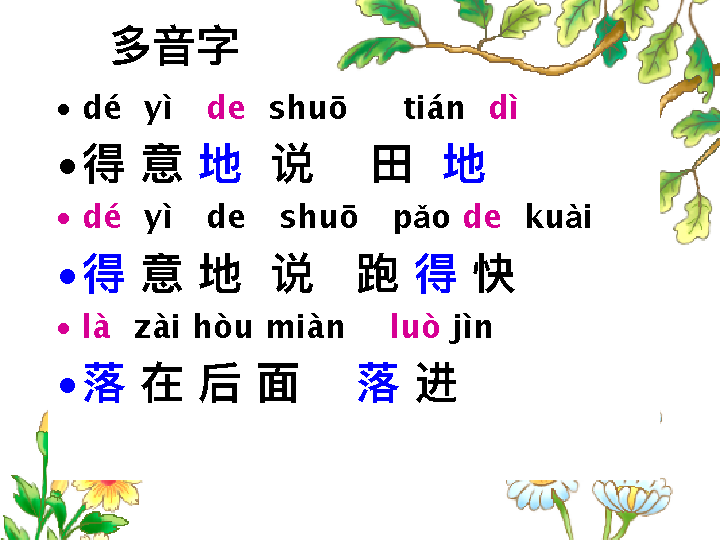 多音字
• dé yì de shuō tián dì
•得 意 地 说 田 地
• dé yì de shuō pǎo de kuài
•得 意 地 说 跑 得 快
• là zài hòu miàn luò jìn
•落 在 后 面 落 进